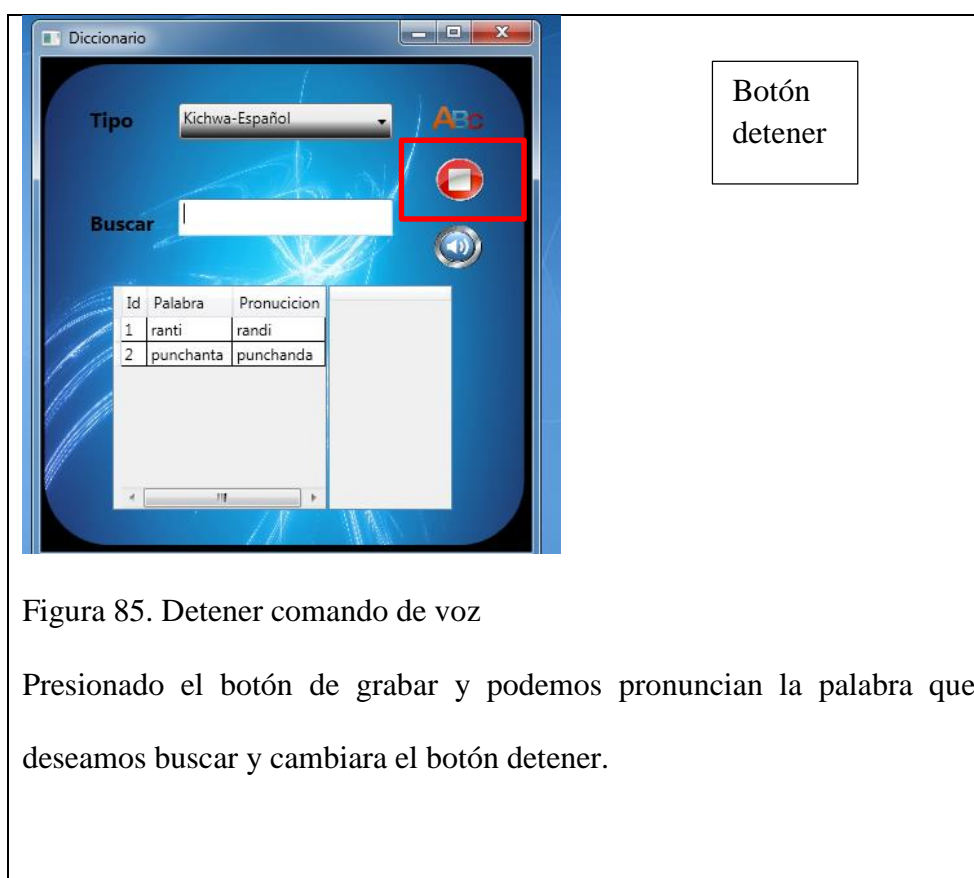 Diccionario
Tipo Kichwa-Español ABC
Botón
detener
Buscar
Id Palabra Pronucicion
1 ranti randi
2 punchanta punchanda
Figura 85. Detener comando de voz
Presionado el botón de grabar y podemos pronuncian la palabra que
deseamos buscar y cambiara el botón detener.